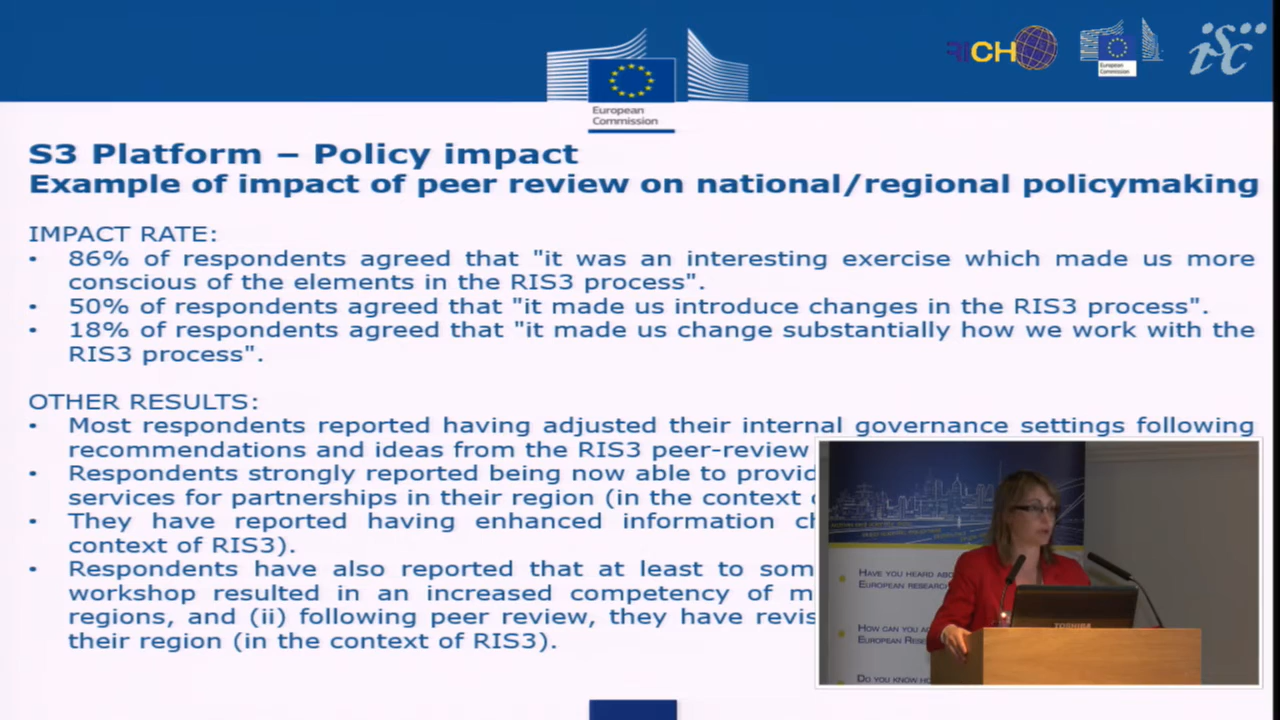 RICH
European
Commission
isc
European
Commission
S3 Platform – Policy impact
Example of impact of peer review on national/regional policymaking
IMPACT RATE:
• 86% of respondents agreed that "it was an interesting exercise which made us more
conscious of the elements in the RIS3 process".
• 50% of respondents agreed that "it made us introduce changes in the RIS3 process".
• 18% of respondents agreed that "it made us change substantially how we work with the
RIS3 process".
OTHER RESULTS:
• Most respondents reported having adjusted their internal governance settings following
recommendations and ideas from the RIS3 peer-review
• Respondents strongly reported being now able to provid
services for partnerships in their region (in the context
• They have reported having enhanced information ch
context of RIS3).
• Respondents have also reported that at least to som
workshop resulted in an increased competency of m
regions, and (ii) following peer review, they have revis
their region (in the context of RIS3).
HAVE YOU HEARD ABO
EUROPEAN RESEARC
HOW CAN YOU
EUROPEAN RE
DO YOU KNOW
TOSHIBA